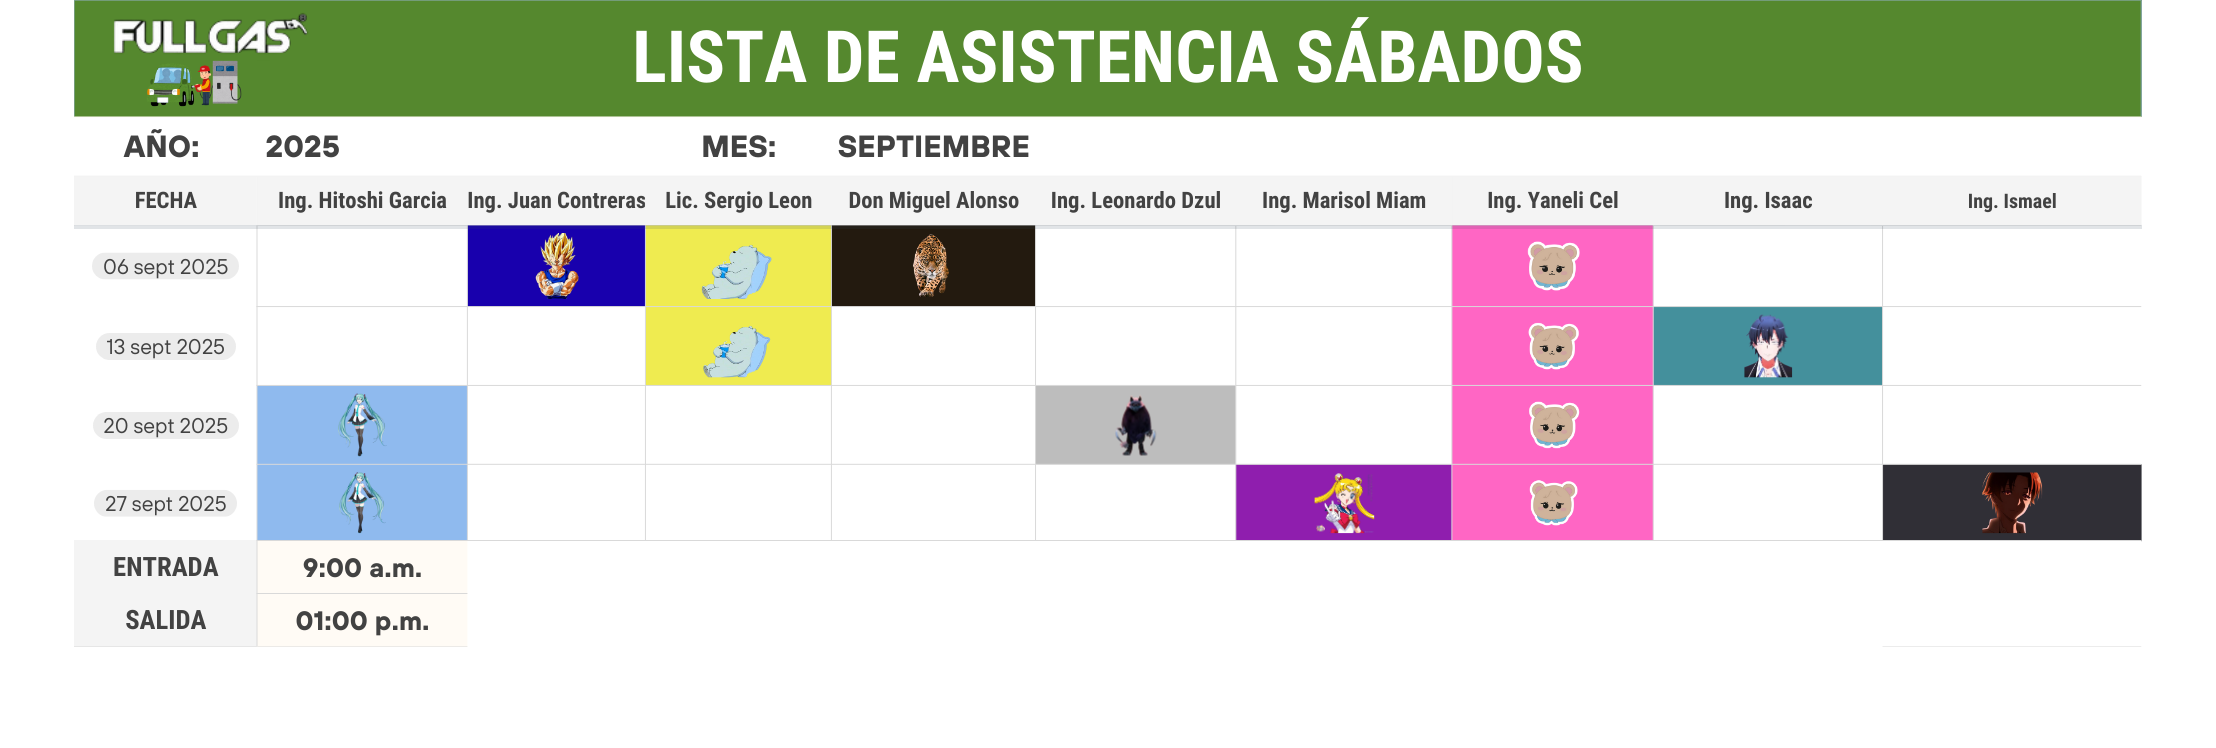 FULLGAS
LISTA DE ASISTENCIA SÁBADOS
AÑO: 2025 MES: SEPTIEMBRE
FECHA Ing. Hitoshi Garcia Ing. Juan Contreras Lic. Sergio Leon Don Miguel Alonso Ing. Leonardo Dzul Ing. Marisol Miam Ing. Yaneli Cel Ing. Isaac Ing. Ismael
06 sept 2025
13 sept 2025
20 sept 2025
27 sept 2025
ENTRADA 9:00 a.m.
SALIDA 01:00 p.m.